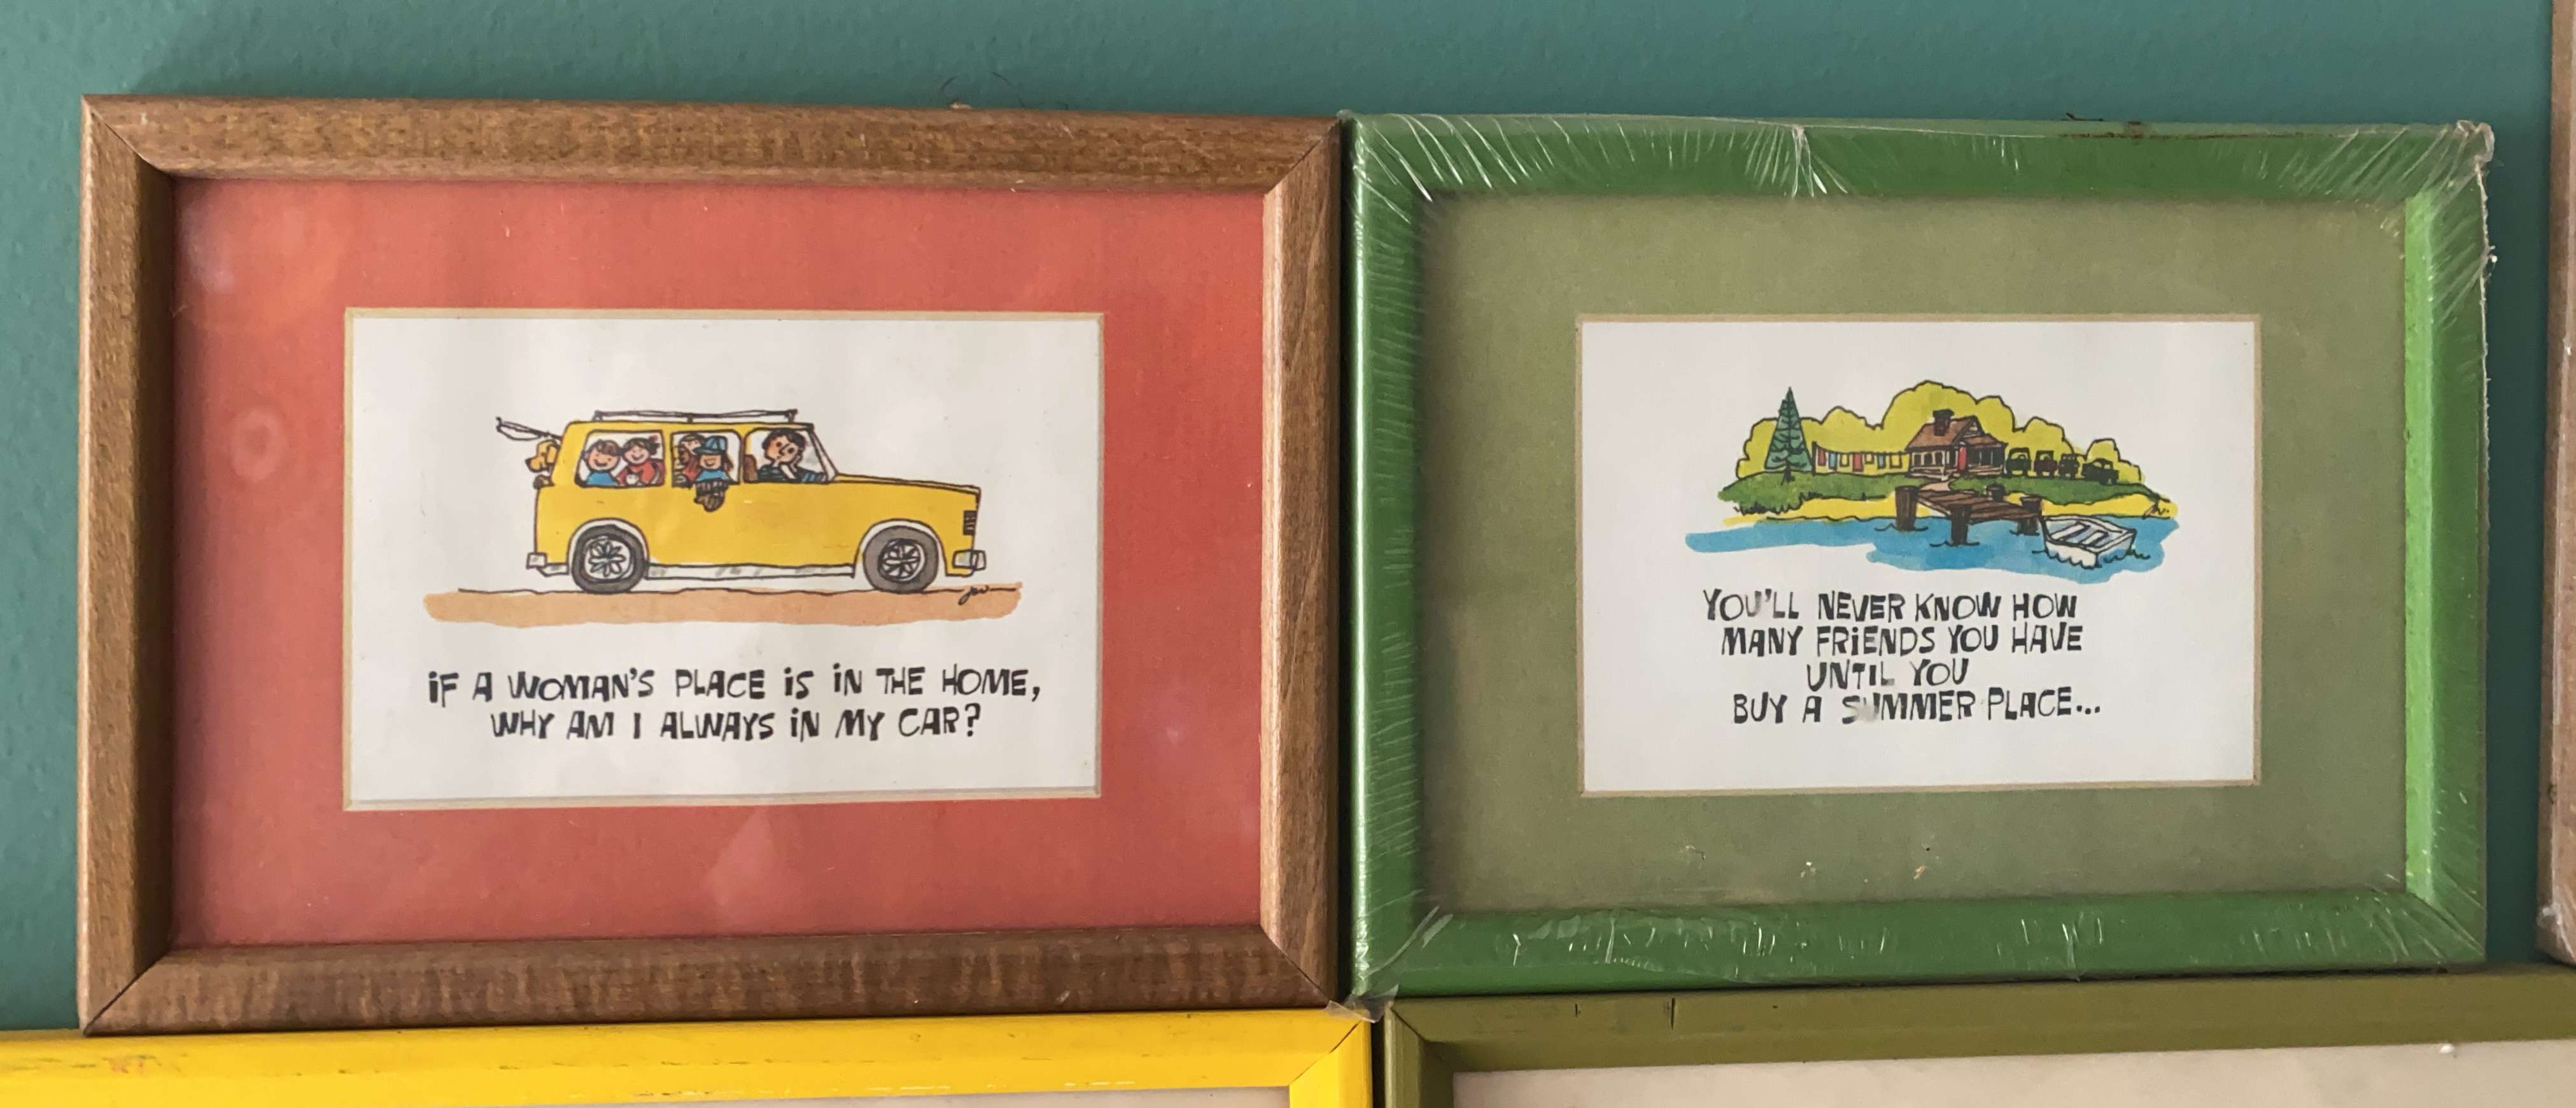 IF A WOMAN'S PLACE IS IN THE HOME,
WHY AM I ALWAYS IN MY CAR?
YOU'LL NEVER KNOW HOW
MANY FRIENDS YOU HAVE
UNTIL YOU
BUY A SUMMER PLACE...